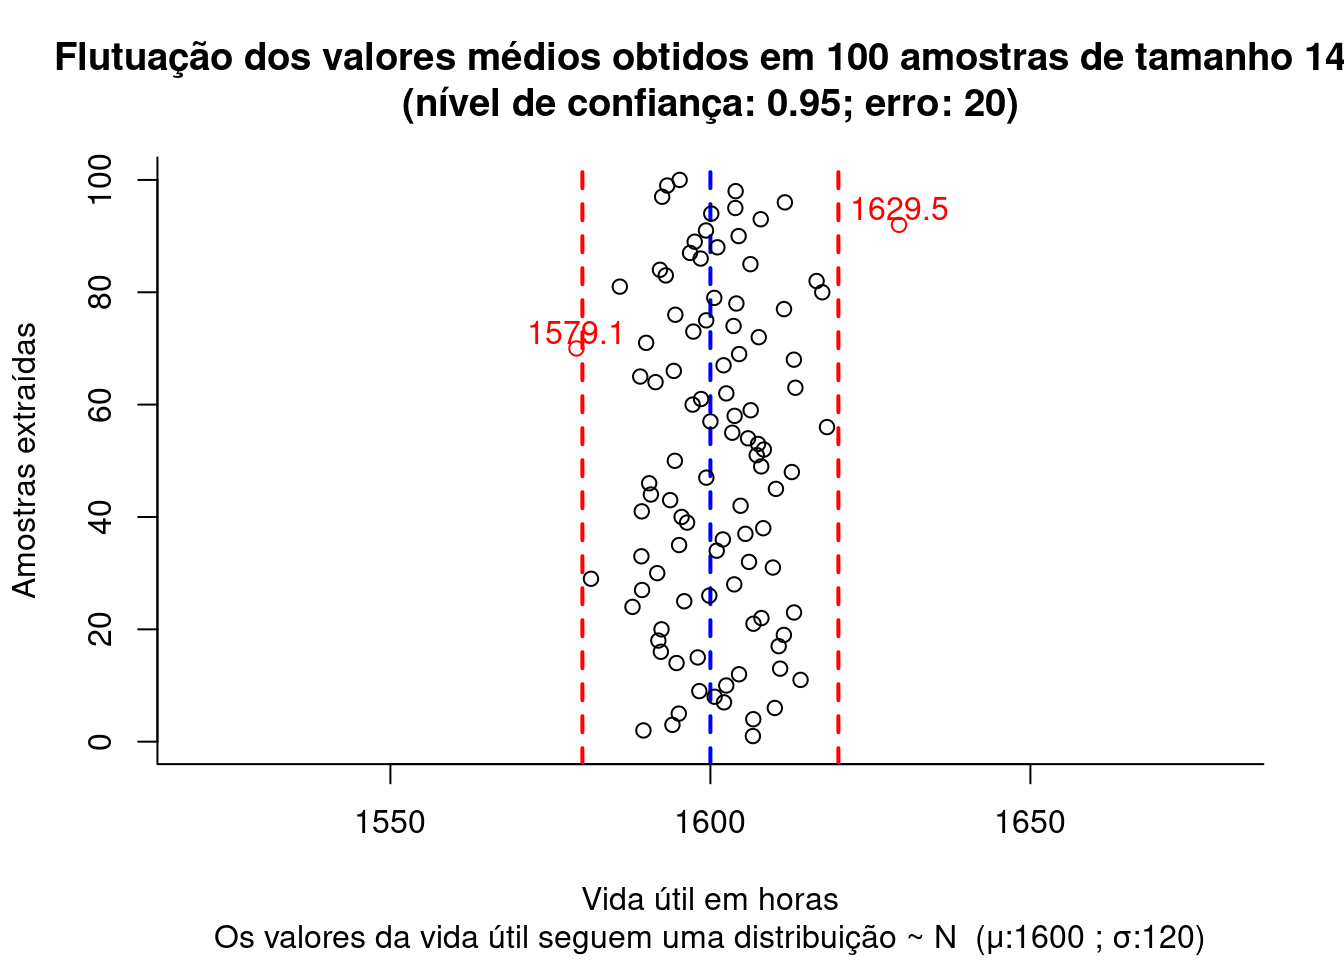 Flutuação dos valores médios obtidos em 100 amostras de tamanho 14
(nível de confiança: 0.95; erro: 20)
100
80
60
40
20
0
Amostras extraídas
1629.5
1579.1
1550
1600
1650
Vida útil em horas
Os valores da vida útil seguem uma distribuição ~ N (μ:1600 ; σ:120)